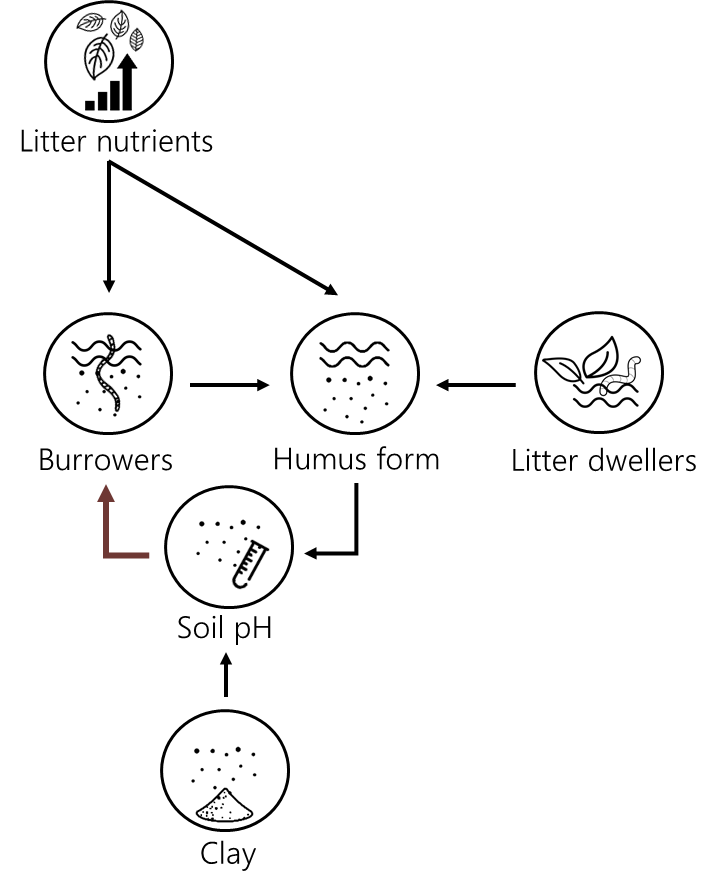 Litter nutrients
Burrowers
Humus form
Litter dwellers
Soil pH
Clay